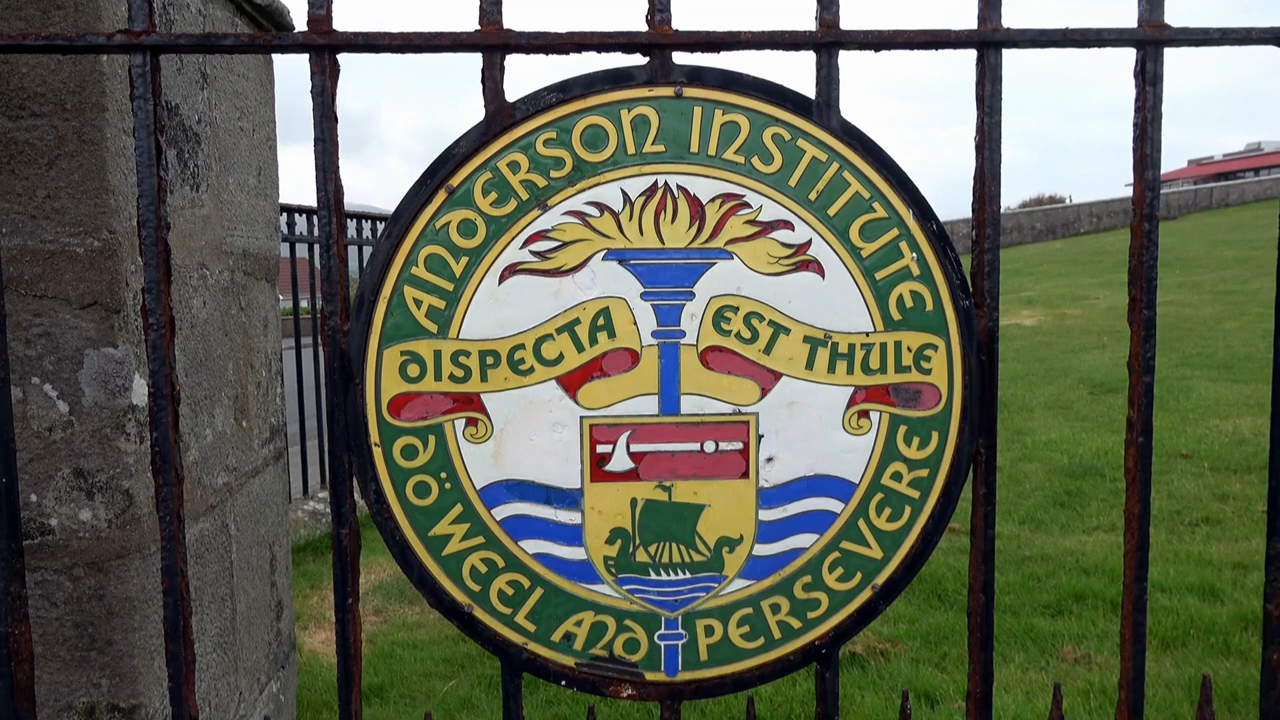 ANDERSON INSTITUTE
DISPECTA EST THULE
DÖ WEEL AND PERSEVERE